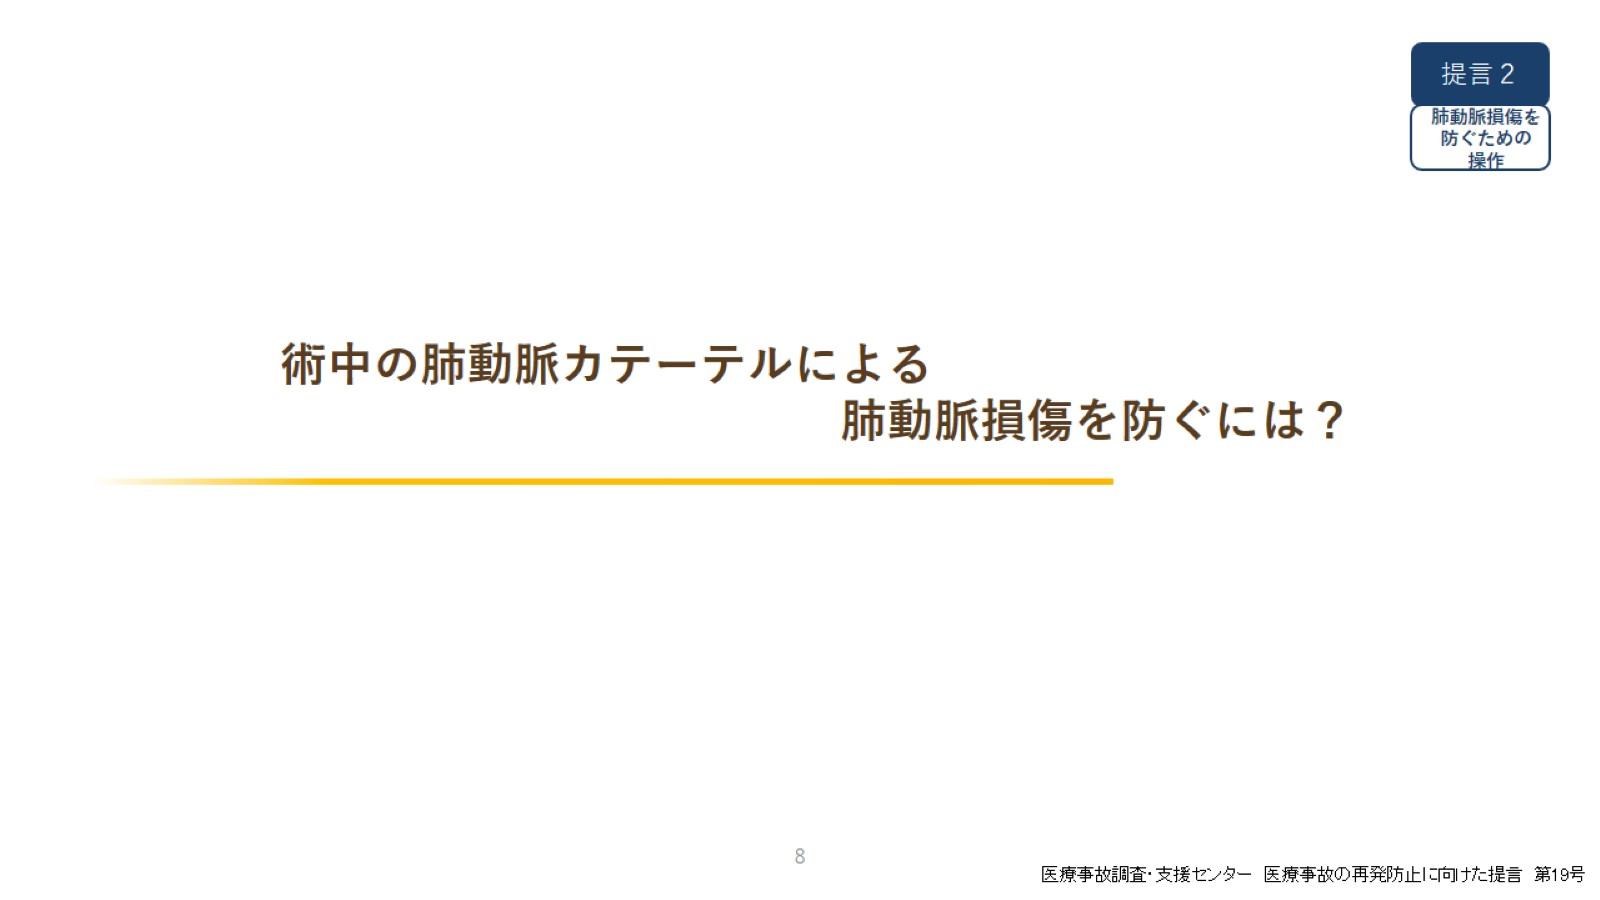 提言２
肺動脈損傷を
防ぐための
操作
術中の肺動脈カテーテルによる
肺動脈損傷を防ぐには？
8
医療事故調査・支援センター　医療事故の再発防止に向けた提言　第19号